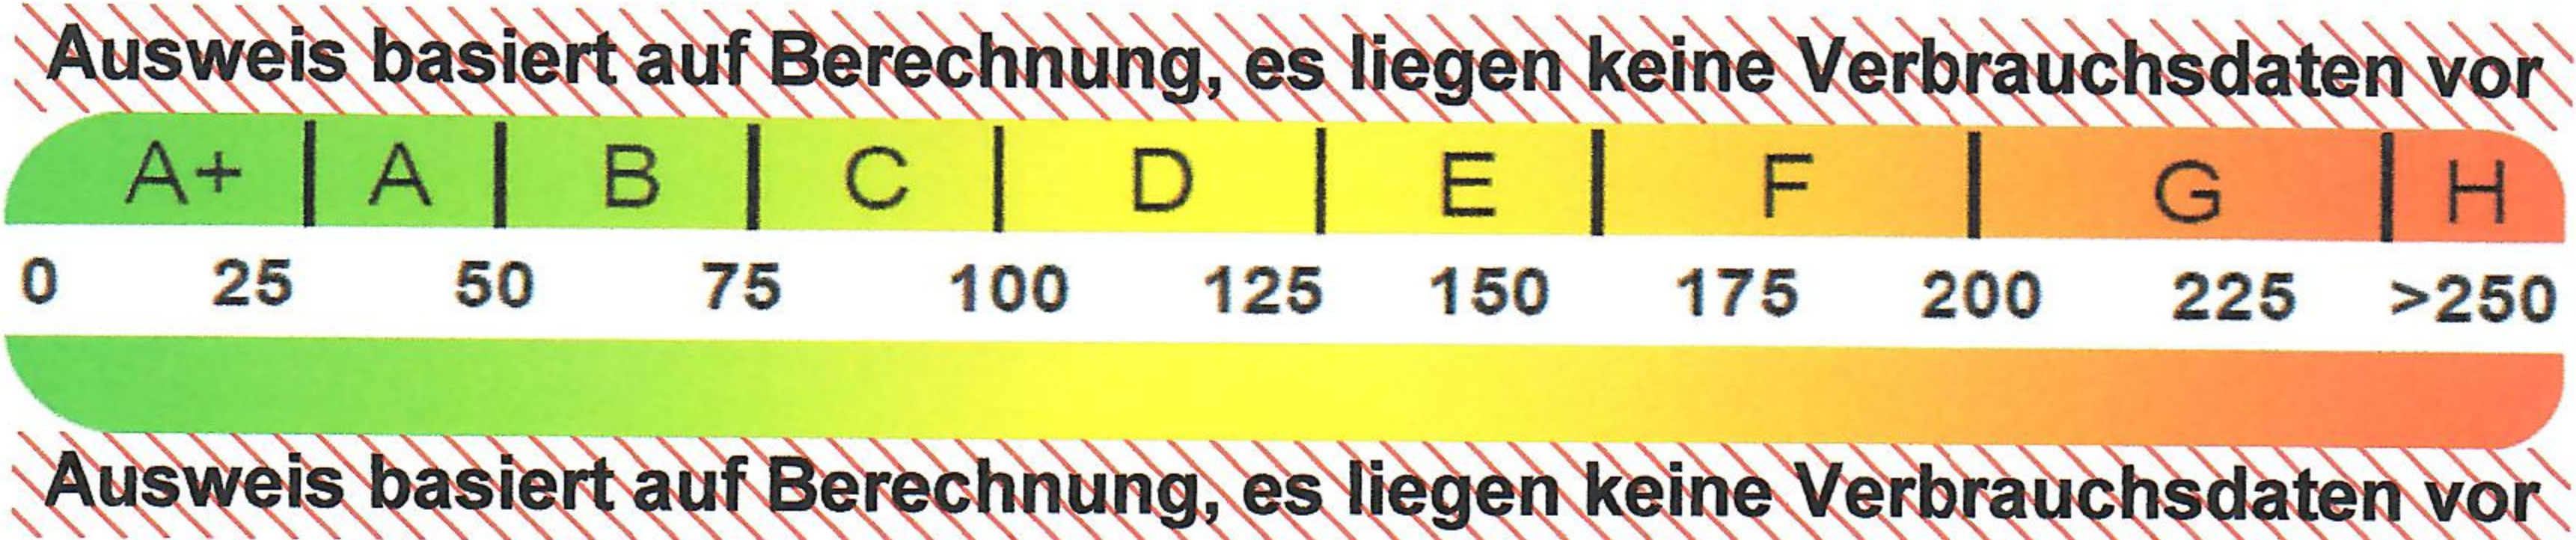 Ausweis basiert auf Berechnung, es liegen keine Verbrauchsdaten vor
A+ A B C D E F G H
0 25 50 75 100 125 150 175 200 225 >250
Ausweis basiert auf Berechnung, es liegen keine Verbrauchsdaten vor